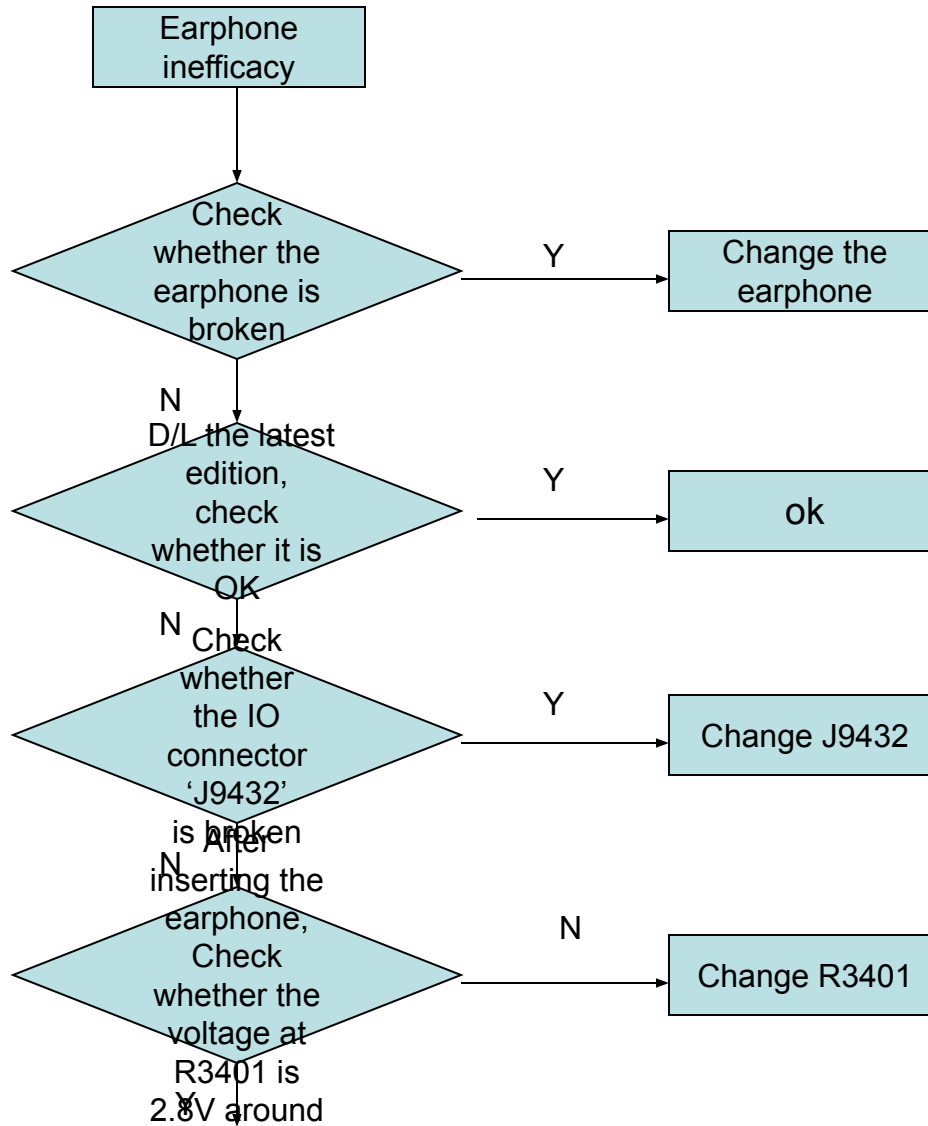 Earphone
inefficacy
Check
whether the
earphone is
broken
Y
Change the
earphone
N
D/L the latest
edition,
check
whether it is
OK
Y
ok
N
Check
whether
the IO
connector
‘J9432’
is broken
Y
Change J9432
N
After
inserting the
earphone,
Check
whether the
voltage at
R3401 is
2.8V around
N
Change R3401
Y